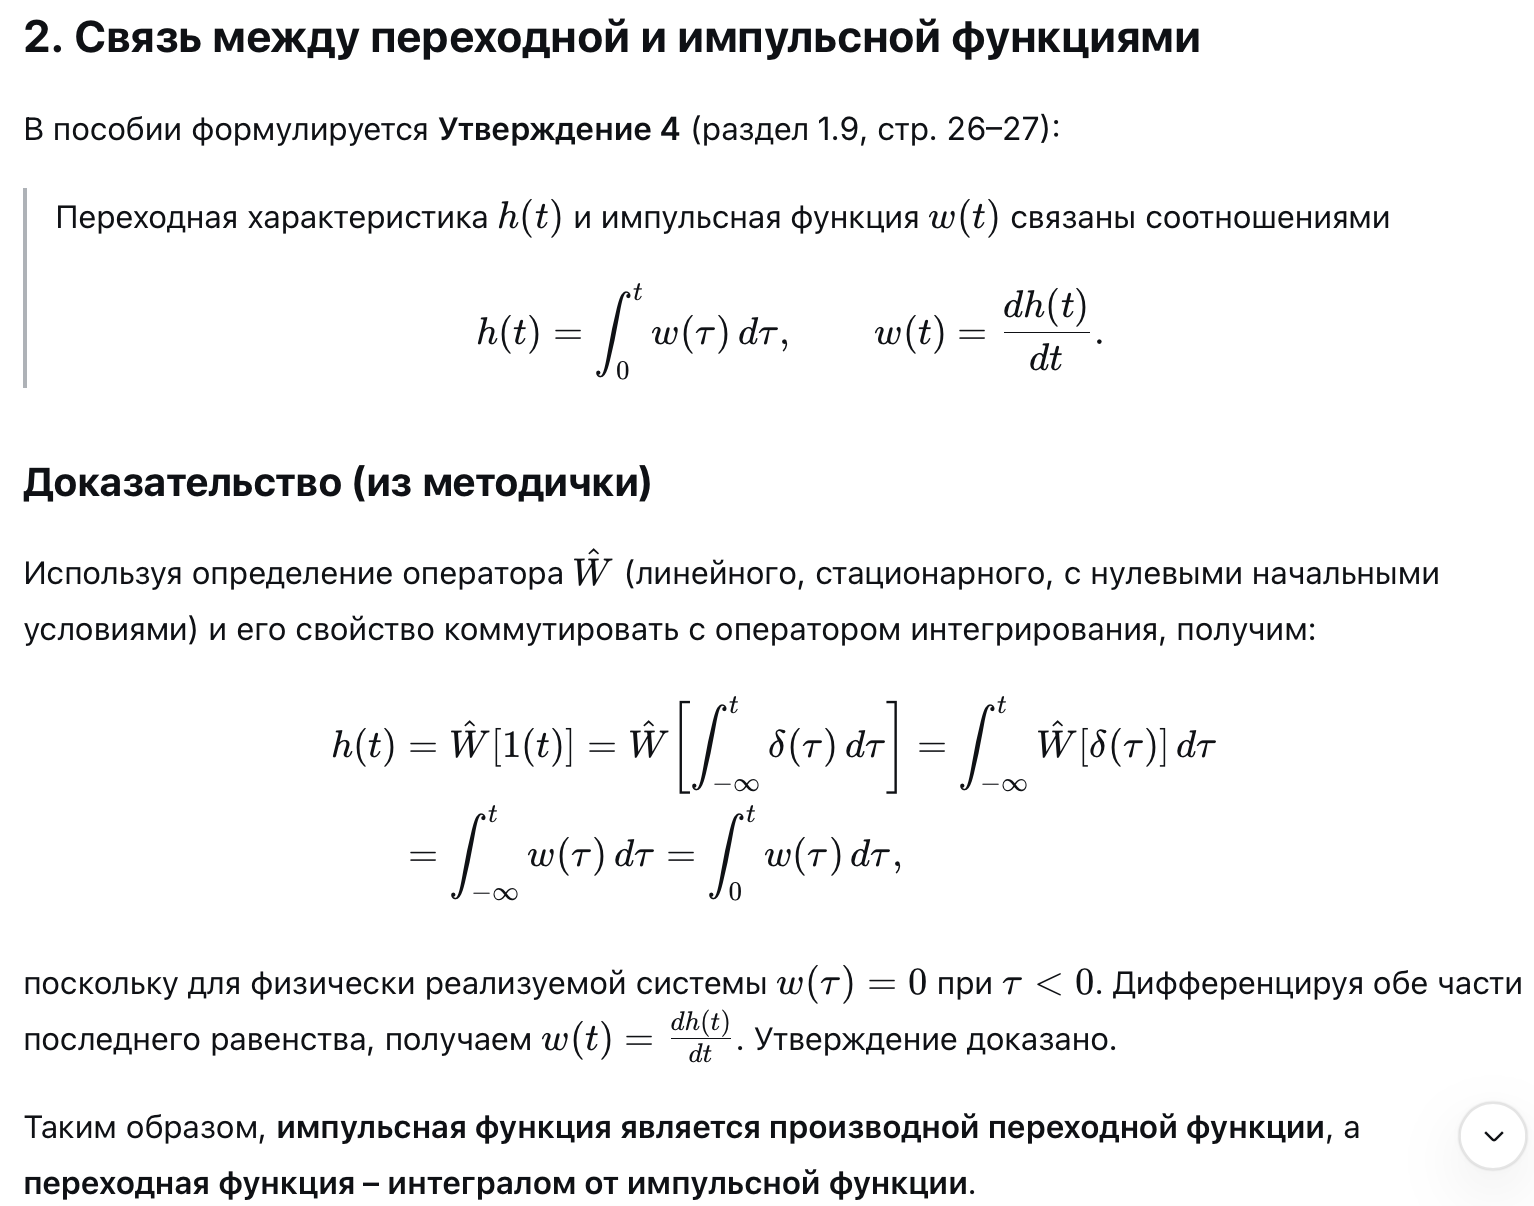 2. Связь между переходной и импульсной функциями
В пособии формулируется Утверждение 4 (раздел 1.9, стр. 26–27):
Переходная характеристика h(t) и импульсная функция w(t) связаны соотношениями
h(t) = ∫_0^t w(τ) dτ, w(t) = dh(t)/dt.
Доказательство (из методички)
Используя определение оператора Ŵ (линейного, стационарного, с нулевыми начальными
условиями) и его свойство коммутировать с оператором интегрирования, получим:
h(t) = Ŵ[1(t)] = Ŵ[∫_{−∞}^t δ(τ) dτ] = ∫_{−∞}^t Ŵ[δ(τ)] dτ
= ∫_{−∞}^t w(τ) dτ = ∫_0^t w(τ) dτ,
поскольку для физически реализуемой системы w(τ) = 0 при τ < 0. Дифференцируя обе части
последнего равенства, получаем w(t) = dh(t)/dt. Утверждение доказано.
Таким образом, импульсная функция является производной переходной функции, а
переходная функция – интегралом от импульсной функции.